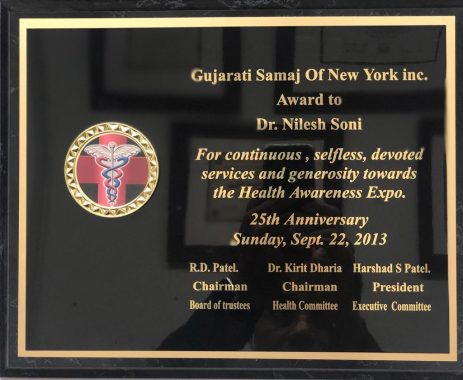 Gujarati Samaj Of New York inc.
Award to
Dr. Nilesh Soni
For continuous , selfless, devoted
services and generosity towards
the Health Awareness Expo.
25th Anniversary
Sunday, Sept. 22, 2013
R.D. Patel. Dr. Kirit Dharia Harshad S Patel.
Chairman Chairman President
Board of trustees Health Committee Executive Committee